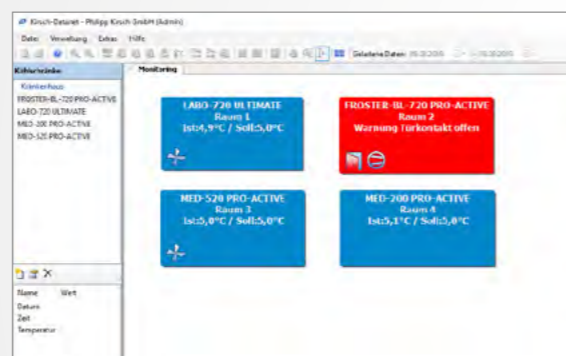 Kirsch-Datanet - Philipp Kirsch GmbH (Admin)
Datei Verwaltung Extras Hilfe
Geladene Daten:
Kühlschränke
Monitoring
Krankenhaus
FROSTER-BL-720 PRO-ACTIVE
LABO-720 ULTIMATE
MED-200 PRO-ACTIVE
MED-520 PRO-ACTIVE
LABO-720 ULTIMATE
Raum 1
Ist:4,9°C / Soll:5,0°C
FROSTER-BL-720 PRO-ACTIVE
Raum 2
Warnung Türkontakt offen
MED-520 PRO-ACTIVE
Raum 3
Ist:5,0°C / Soll:5,0°C
MED-200 PRO-ACTIVE
Raum 4
Ist:5,1°C / Soll:5,0°C
Name Wert
Datum
Zeit
Temperatur